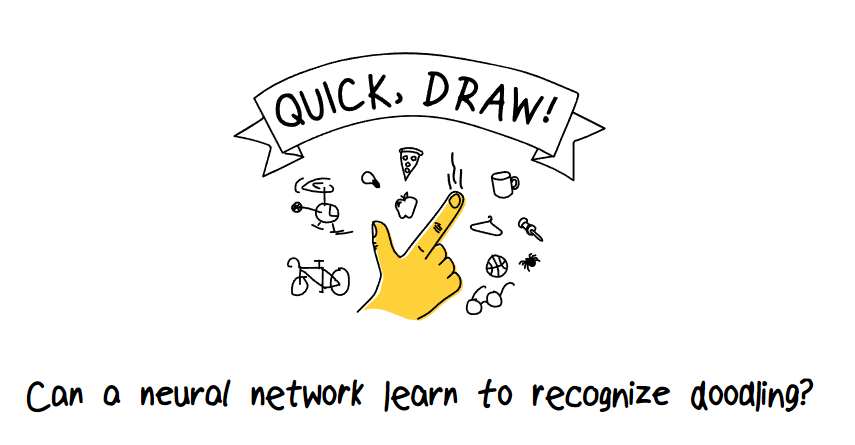 QUICK, DRAW!
Can a neural network learn to recognize doodling?